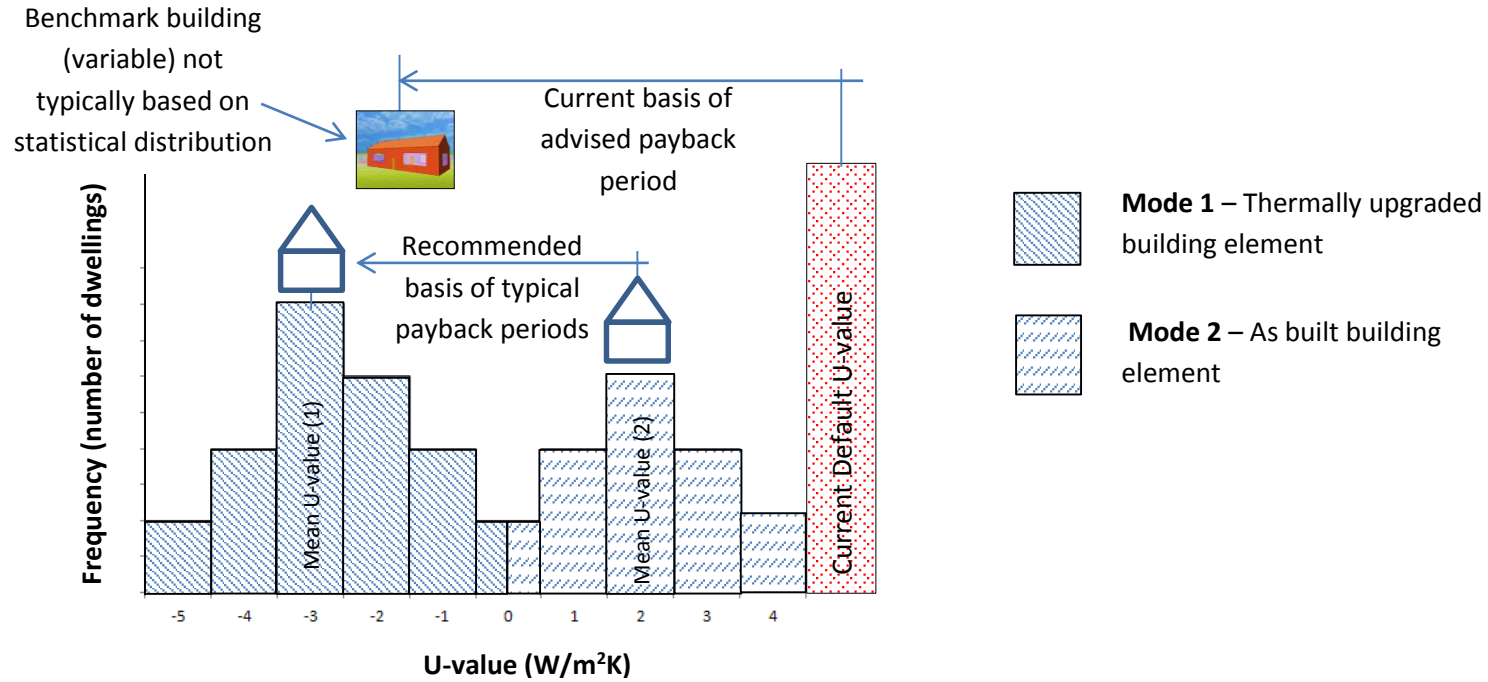 Benchmark building
(variable) not
typically based on
statistical distribution
Current basis of
advised payback
period
Recommended
basis of typical
payback periods
Frequency (number of dwellings)
Mean U-value (1)
Mean U-value (2)
Current Default U-value
-5 -4 -3 -2 -1 0 1 2 3 4
U-value (W/m²K)
Mode 1 – Thermally upgraded
building element
Mode 2 – As built building
element